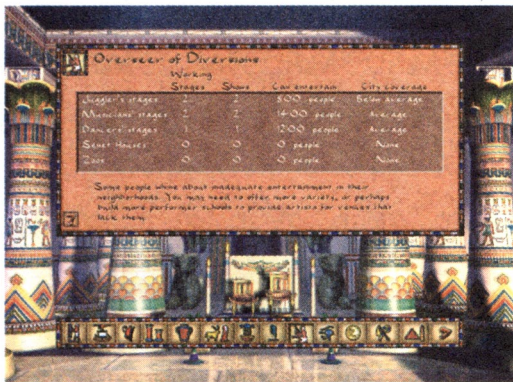 Overseer of Diversions
Working
Stages Shows Can entertain City coverage
Juggler's stages 2 2 800 people Below average
Musicians' stages 2 2 1400 people Average
Dancers' stages 1 1 1200 people Average
Senet Houses 0 0 0 people None
Zoos 0 0 0 people None
Some people whine about inadequate entertainment in their
neighborhoods. You may need to offer more variety, or perhaps
build more performer schools to provide artists for venues that
lack them.
?